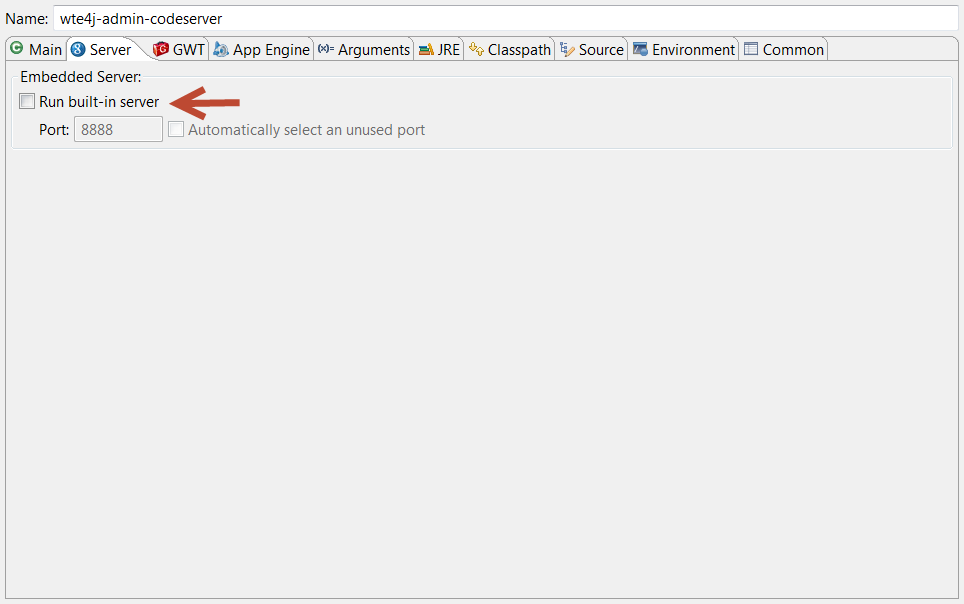 Name: wte4j-admin-codeserver
Main Server GWT App Engine (x)= Arguments JRE Classpath Source Environment Common
Embedded Server:
Run built-in server
Port: 8888 Automatically select an unused port